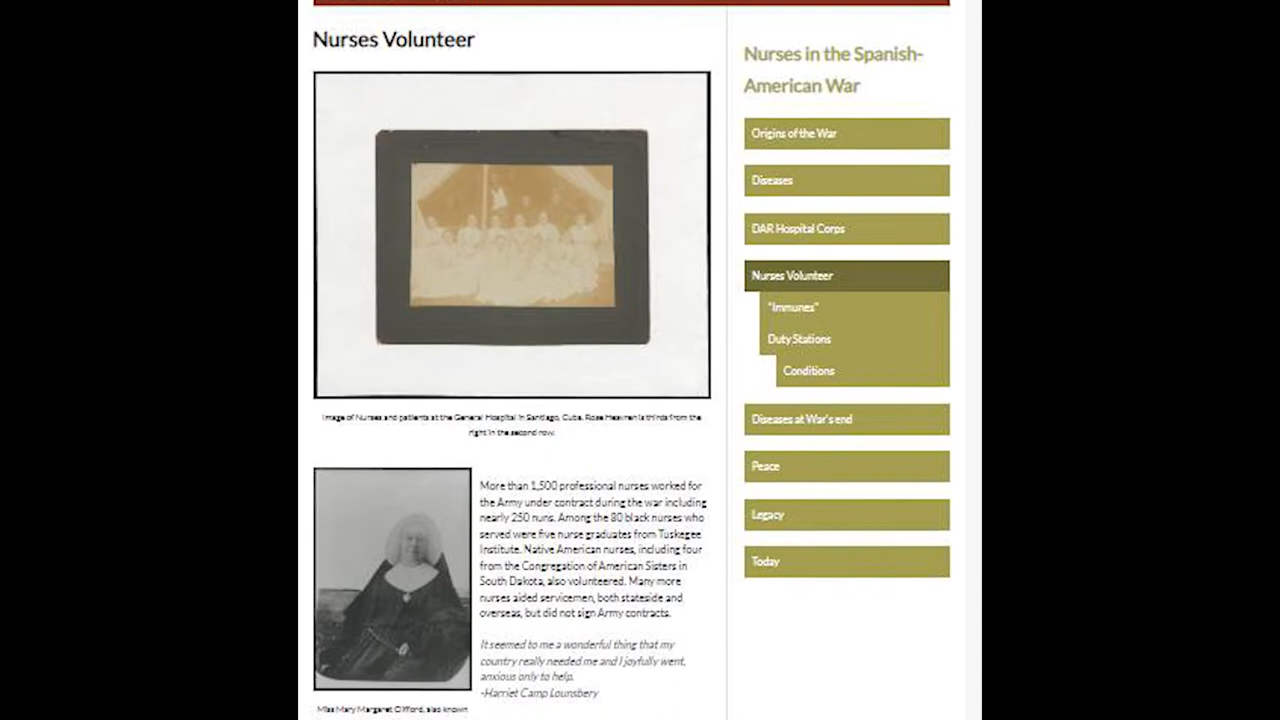 Nurses Volunteer
Image of Nurses and patients at the General Hospital in Santiago, Cuba. Rose Heavren is thirds from the
right in the second row.
More than 1,500 professional nurses worked for
the Army under contract during the war including
nearly 250 nuns. Among the 80 black nurses who
served were five nurse graduates from Tuskegee
Institute. Native American nurses, including four
from the Congregation of American Sisters in
South Dakota, also volunteered. Many more
nurses aided servicemen, both stateside and
overseas, but did not sign Army contracts.
It seemed to me a wonderful thing that my
country really needed me and I joyfully went,
anxious only to help.
-Harriet Camp Lounsbery
Miss Mary Margaret Clifford, also known
Nurses in the Spanish-
American War
Origins of the War
Diseases
DAR Hospital Corps
Nurses Volunteer
"Immunes"
Duty Stations
Conditions
Diseases at War's end
Peace
Legacy
Today